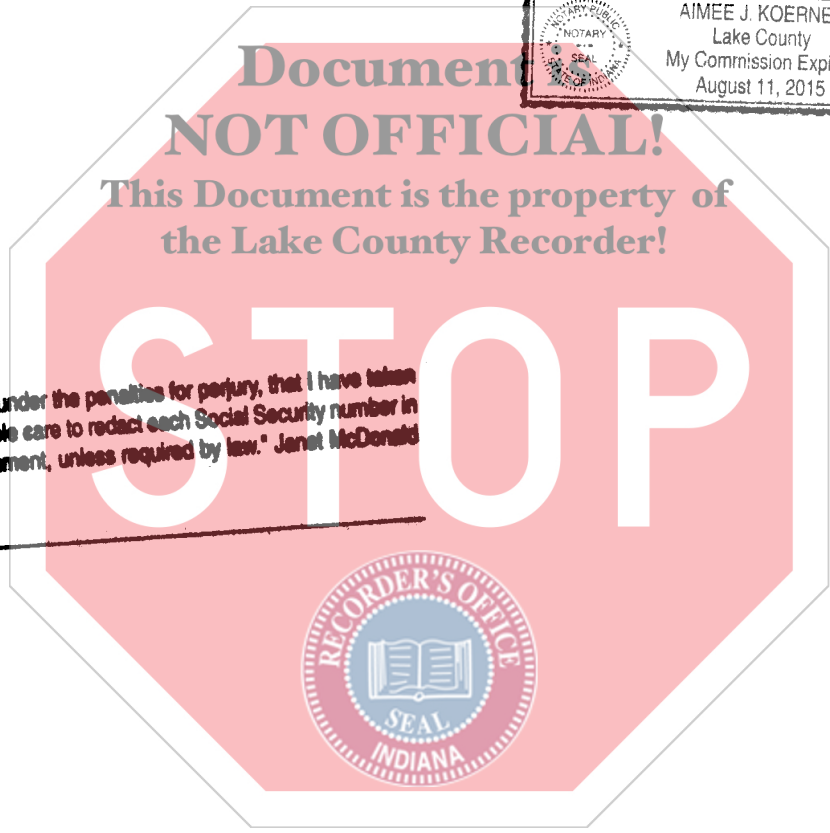 NOTARY PUBLIC
NOTARY
SEAL
STATE OF INDIANA
AIMEE J. KOERNE
Lake County
My Commission Expi
August 11, 2015
Document is
NOT OFFICIAL!
This Document is the property of
the Lake County Recorder!
STOP
under the penalties for perjury, that I have taken
le care to redact each Social Security number in
ment, unless required by law." Janet McDonald
RECORDER'S OFFICE
SEAL
INDIANA